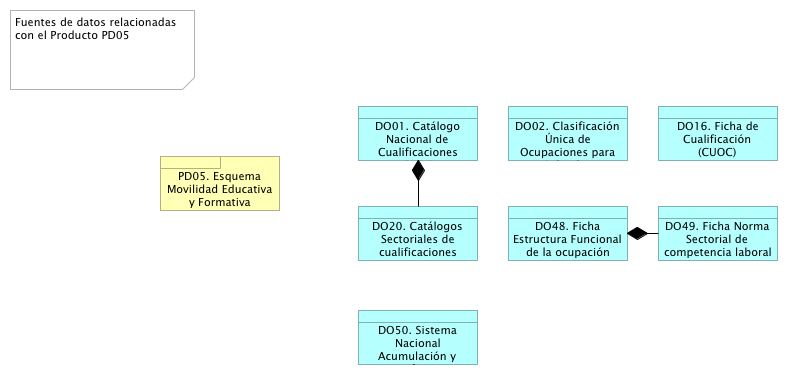 Fuentes de datos relacionadas
con el Producto PD05
DO01. Catálogo
Nacional de
Cualificaciones
DO02. Clasificación
Única de
Ocupaciones para
DO16. Ficha de
Cualificación
(CUOC)
PD05. Esquema
Movilidad Educativa
y Formativa
DO20. Catálogos
Sectoriales de
cualificaciones
DO48. Ficha
Estructura Funcional
de la ocupación
DO49. Ficha Norma
Sectorial de
competencia laboral
DO50. Sistema
Nacional
Acumulación y